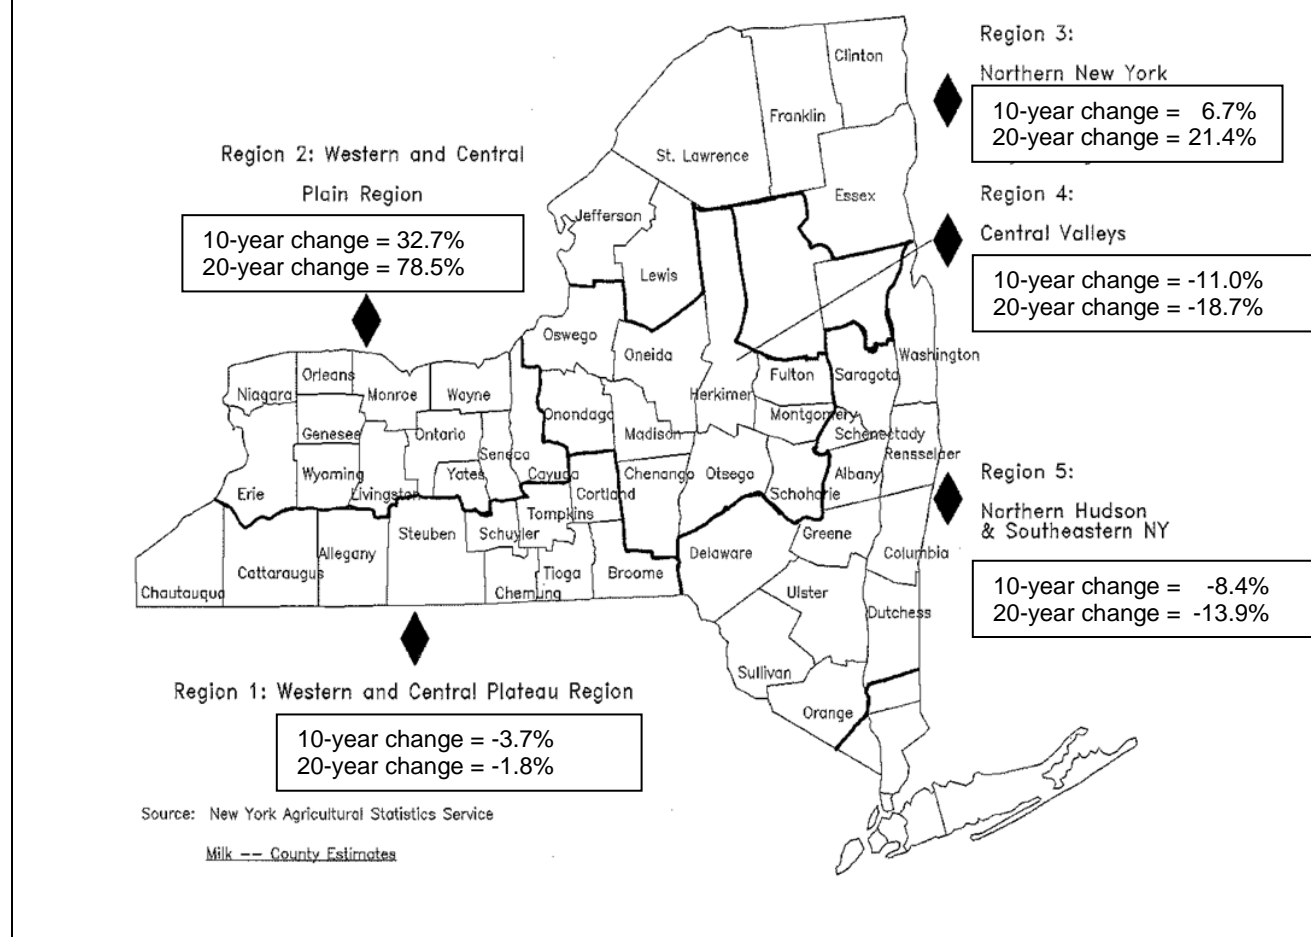 Region 3:
Northern New York
10-year change = 6.7%
20-year change = 21.4%
Region 2: Western and Central
Plain Region
10-year change = 32.7%
20-year change = 78.5%
Region 4:
Central Valleys
10-year change = -11.0%
20-year change = -18.7%
Region 5:
Northern Hudson
& Southeastern NY
10-year change = -8.4%
20-year change = -13.9%
Clinton
Franklin
St. Lawrence
Essex
Jefferson
Lewis
Oswego
Oneida
Washington
Fulton
Saratoga
Herkimer
Montgomery
Schenectady
Rensselaer
Niagara
Orleans
Monroe
Wayne
Onondaga
Madison
Genesee
Ontario
Seneca
Cayuga
Erie
Wyoming
Livingston
Yates
Cortland
Chenango
Otsego
Schoharie
Albany
Tompkins
Steuben
Schuyler
Delaware
Greene
Columbia
Allegany
Cattaraugus
Chautauqua
Chemung
Tioga
Broome
Ulster
Dutchess
Sullivan
Orange
Region 1: Western and Central Plateau Region
10-year change = -3.7%
20-year change = -1.8%
Source: New York Agricultural Statistics Service
Milk -- County Estimates